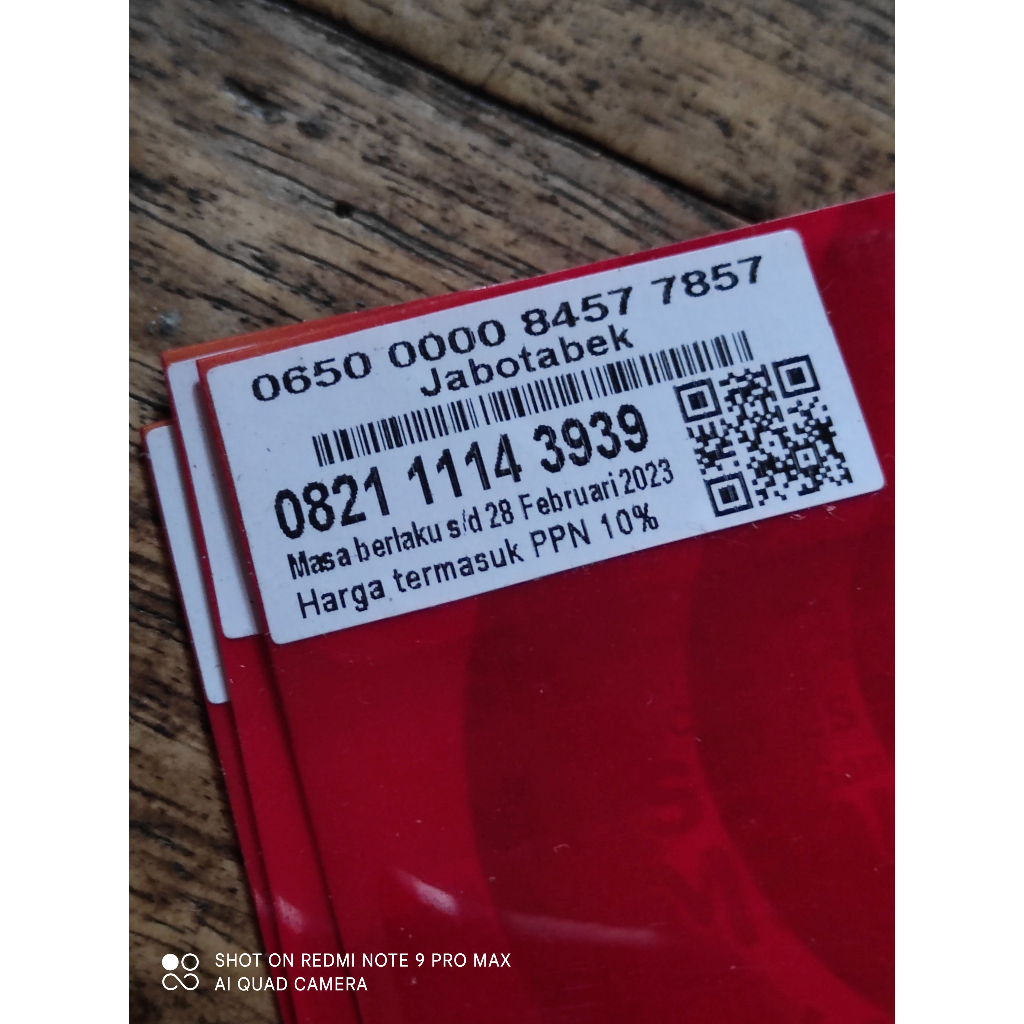 0650 0000 8457 7857
Jabotabek
0821 1114 3939
Masa berlaku s/d 28 Februari 2023
Harga termasuk PPN 10%
SHOT ON REDMI NOTE 9 PRO MAX
AI QUAD CAMERA